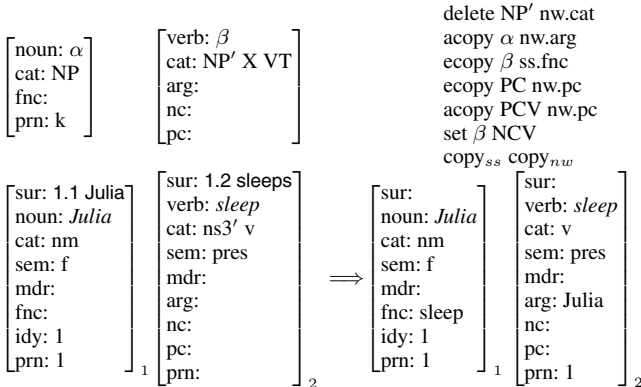 delete NP′ nw.cat
acopy α nw.arg
ecopy β ss.fnc
ecopy PC nw.pc
acopy PCV nw.pc
set β NCV
copyss copynw
noun: α
cat: NP
fnc:
prn: k
verb: β
cat: NP′ X VT
arg:
nc:
pc:
sur: 1.1 Julia
noun: Julia
cat: nm
sem: f
mdr:
fnc:
idy: 1
prn: 1
1
sur: 1.2 sleeps
verb: sleep
cat: ns3′ v
sem: pres
mdr:
arg:
nc:
pc:
prn:
2
⟹
sur:
noun: Julia
cat: nm
sem: f
mdr:
fnc: sleep
idy: 1
prn: 1
1
sur:
verb: sleep
cat: v
sem: pres
mdr:
arg: Julia
nc:
pc:
prn: 1
2